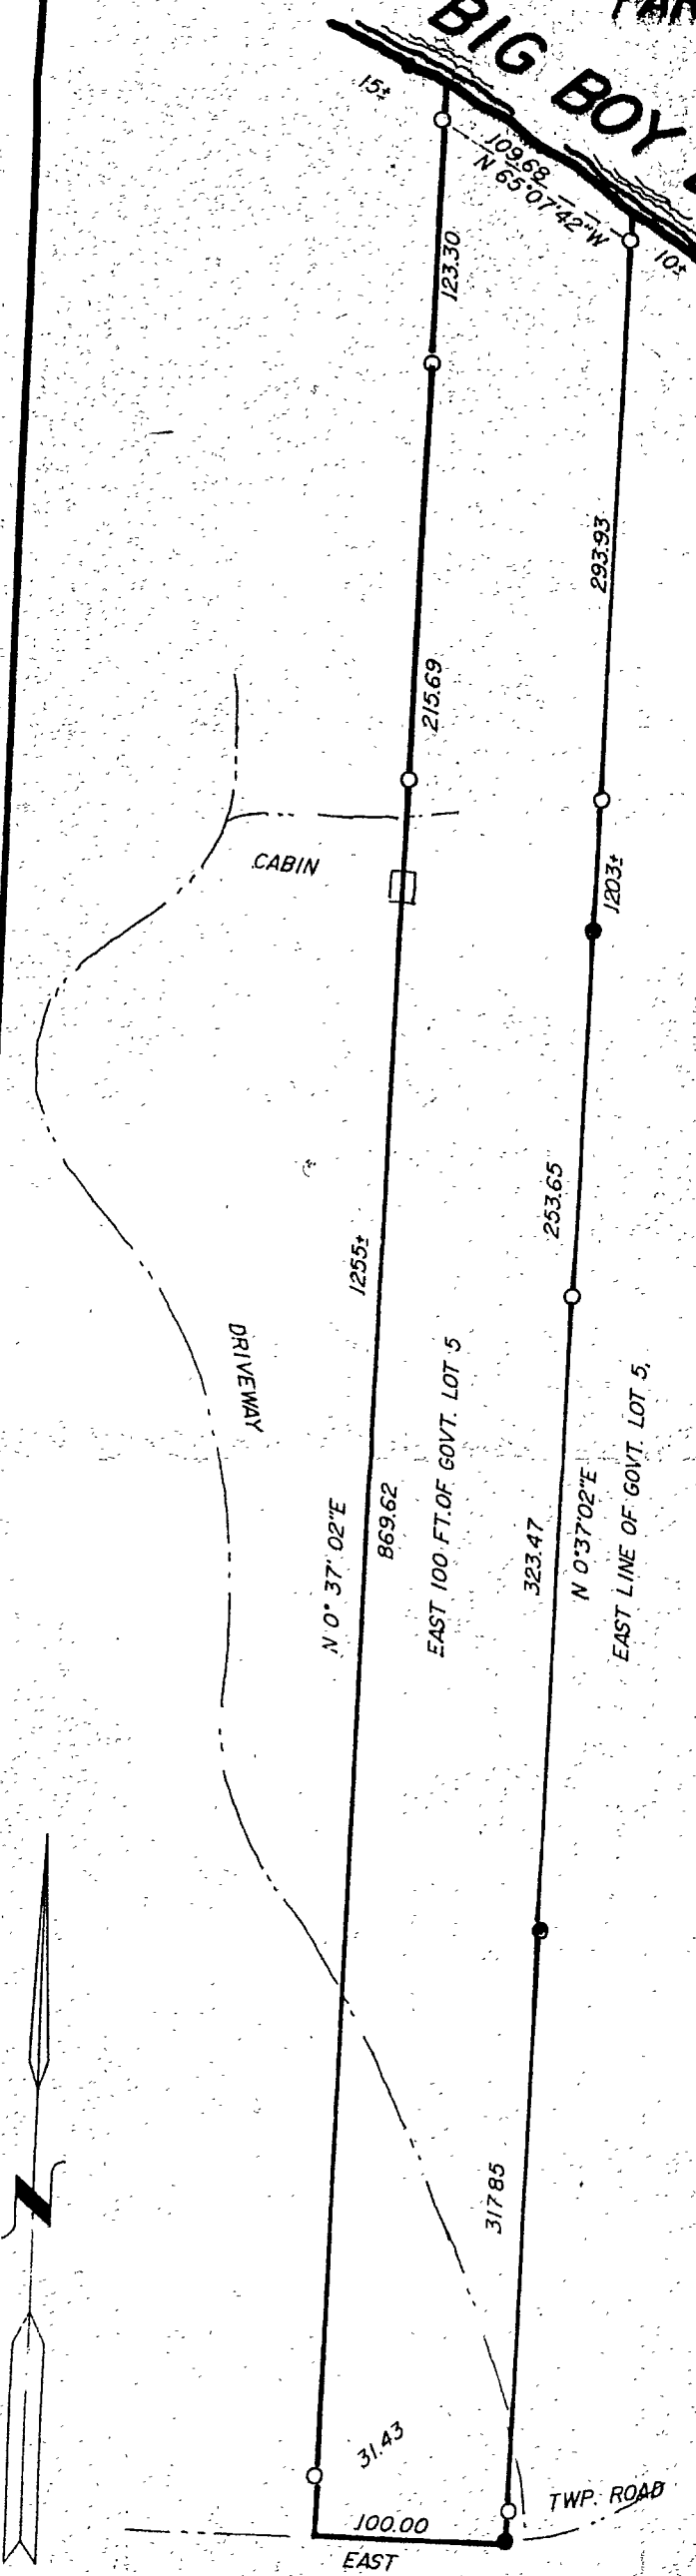 BIG BOY
15±
109.68
N 65°07'42"W
10±
123.30
293.93
215.69
CABIN
1203±
253.65
1255±
DRIVEWAY
EAST 100 FT. OF GOVT. LOT 5
EAST LINE OF GOVT. LOT 5.
N 0° 37' 02"E
869.62
323.47
N 0°37'02"E
N
317.85
31.43
100.00
TWP. ROAD
EAST